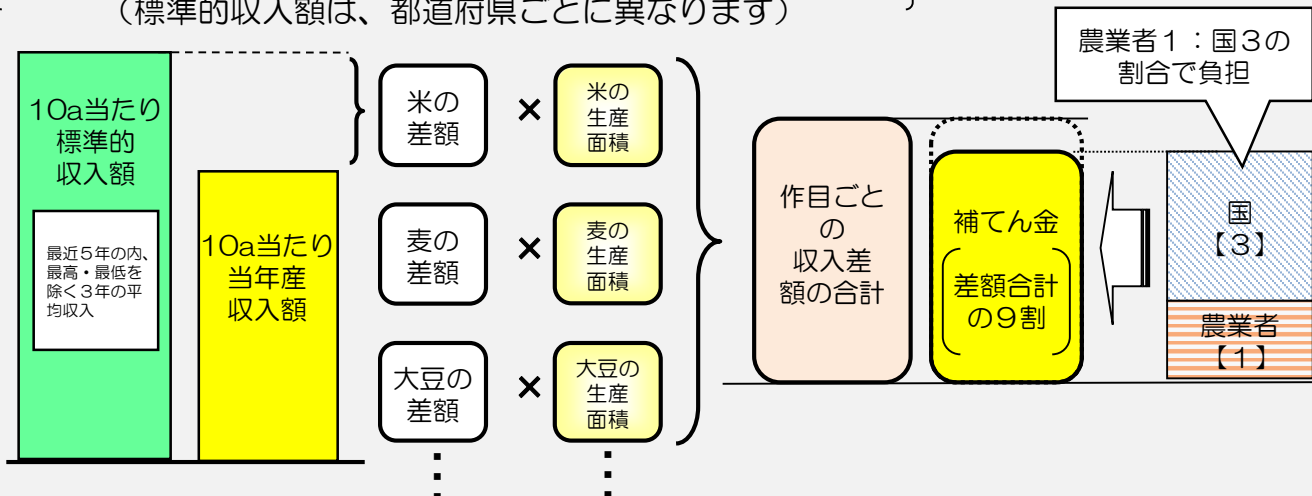 （標準的収入額は、都道府県ごとに異なります）
農業者１：国３の
割合で負担
10a当たり
標準的
収入額
最近５年の内、
最高・最低を
除く３年の平
均収入
10a当たり
当年産
収入額
米の
差額
×
米の
生産
面積
麦の
差額
×
麦の
生産
面積
大豆の
差額
×
大豆の
生産
面積
作目ごと
の
収入差
額の合計
補てん金
差額合計
の９割
国
【３】
農業者
【１】